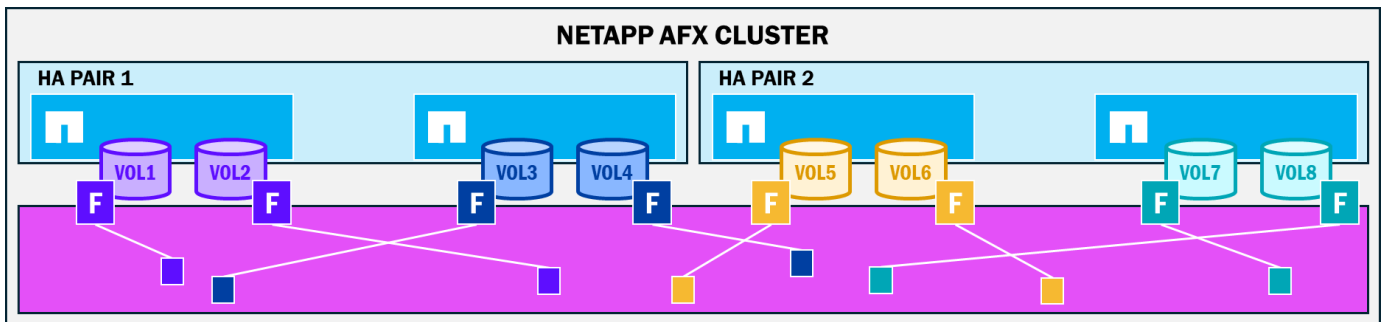 NETAPP AFX CLUSTER
HA PAIR 1
HA PAIR 2
VOL1
VOL2
VOL3
VOL4
VOL5
VOL6
VOL7
VOL8
F
F
F
F
F
F
F
F